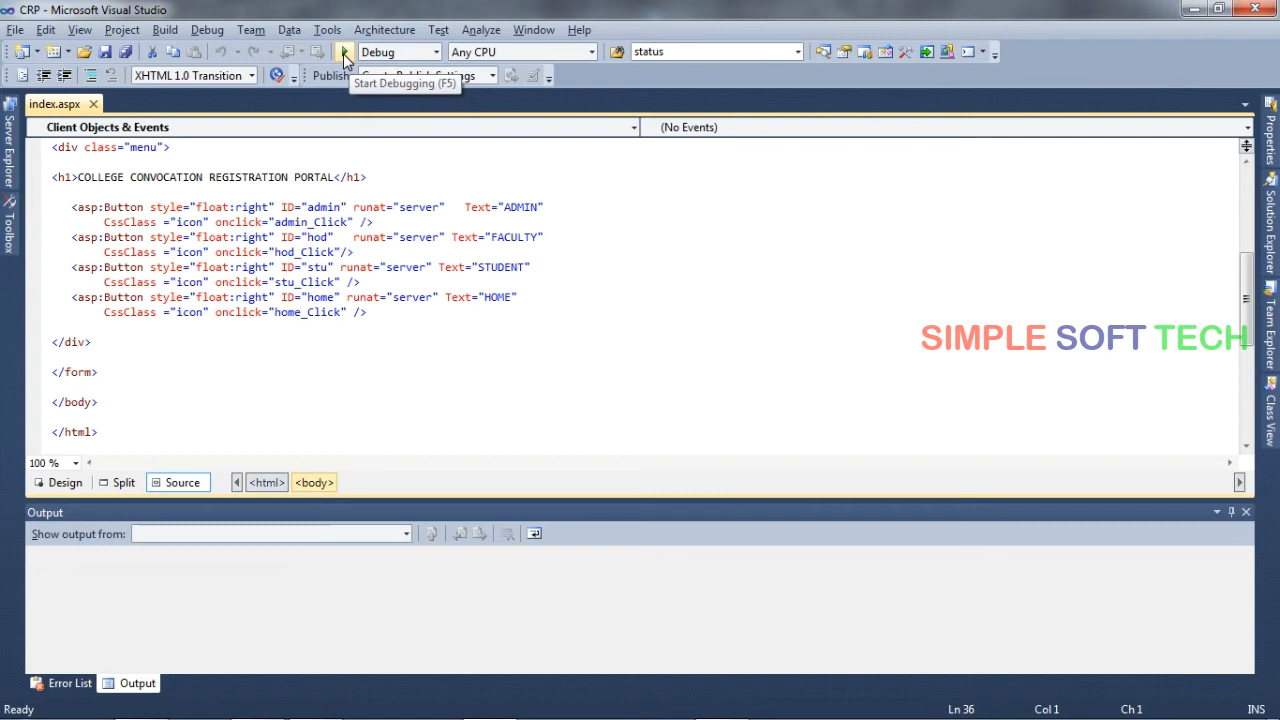 CRP - Microsoft Visual Studio
File Edit View Project Build Debug Team Data Tools Architecture Test Analyze Window Help
Debug Any CPU status
XHTML 1.0 Transition Publish: Create Publish Settings
Start Debugging (F5)
index.aspx
Client Objects & Events (No Events)
<div class="menu">
<h1>COLLEGE CONVOCATION REGISTRATION PORTAL</h1>
<asp:Button style="float:right" ID="admin" runat="server" Text="ADMIN"
CssClass ="icon" onclick="admin_Click" />
<asp:Button style="float:right" ID="hod" runat="server" Text="FACULTY"
CssClass ="icon" onclick="hod_Click"/>
<asp:Button style="float:right" ID="stu" runat="server" Text="STUDENT"
CssClass ="icon" onclick="stu_Click" />
<asp:Button style="float:right" ID="home" runat="server" Text="HOME"
CssClass ="icon" onclick="home_Click" />
</div>
</form>
</body>
</html>
SIMPLE SOFT TECH
100 %
Design Split Source <html> <body>
Output
Show output from:
Error List Output
Ready Ln 36 Col 1 Ch 1 INS
Server Explorer
Toolbox
Properties
Solution Explorer
Team Explorer
Class View